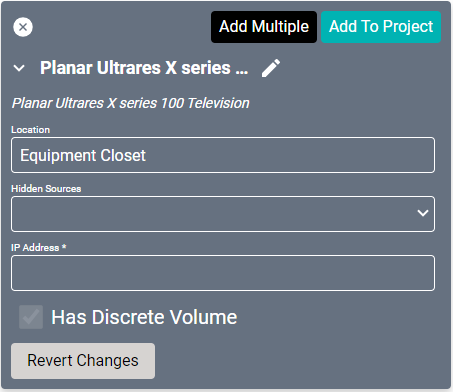 Add Multiple
Add To Project
Planar Ultrares X series ...
Planar Ultrares X series 100 Television
Location
Equipment Closet
Hidden Sources
IP Address *
Has Discrete Volume
Revert Changes